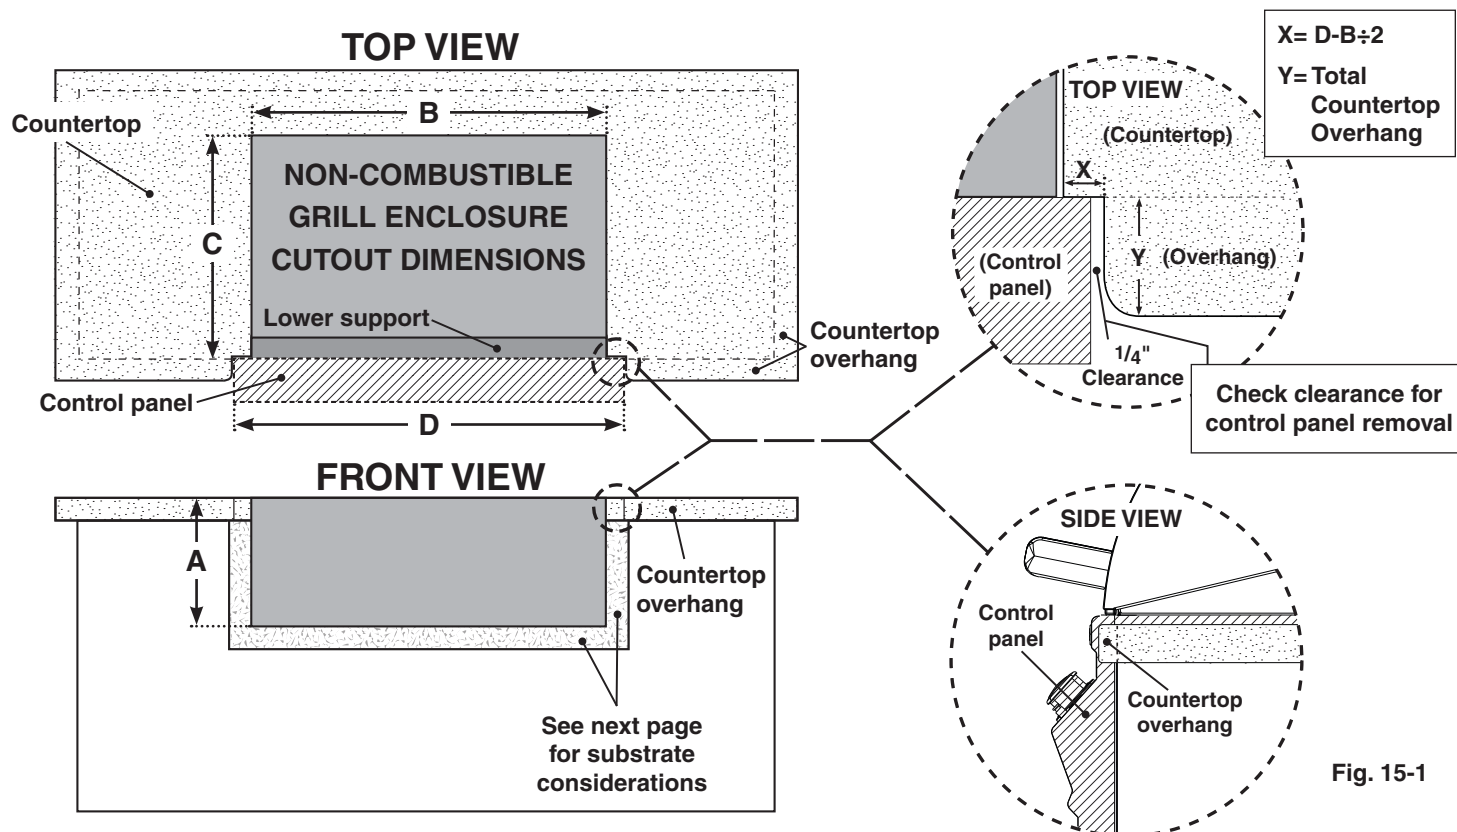 TOP VIEW
Countertop
B
NON-COMBUSTIBLE
GRILL ENCLOSURE
CUTOUT DIMENSIONS
C
Lower support
Countertop
overhang
Control panel
D
X= D-B÷2
Y= Total
Countertop
Overhang
TOP VIEW
(Countertop)
X
Y
(Overhang)
(Control
panel)
1/4"
Clearance
Check clearance for
control panel removal
FRONT VIEW
A
Countertop
overhang
See next page
for substrate
considerations
SIDE VIEW
Control
panel
Countertop
overhang
Fig. 15-1